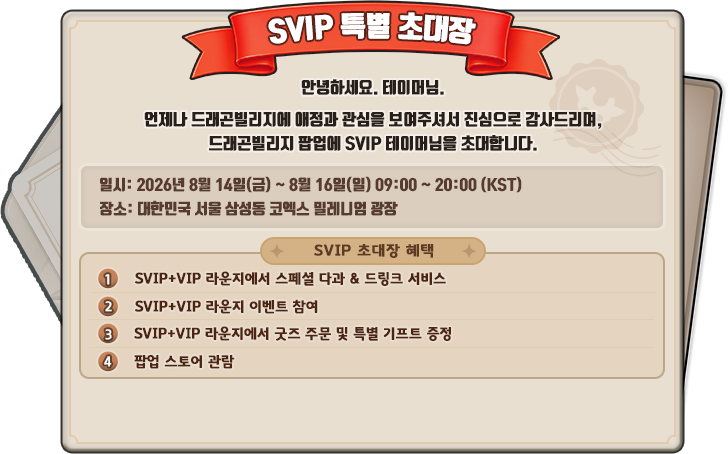 SVIP 특별 초대장
안녕하세요. 테이머님.
언제나 드래곤빌리지에 애정과 관심을 보여주셔서 진심으로 감사드리며,
드래곤빌리지 팝업에 SVIP 테이머님을 초대합니다.
일시: 2026년 8월 14일(금) ~ 8월 16일(일) 09:00 ~ 20:00 (KST)
장소: 대한민국 서울 삼성동 코엑스 밀레니엄 광장
SVIP 초대장 혜택
1 SVIP+VIP 라운지에서 스페셜 다과 & 드링크 서비스
2 SVIP+VIP 라운지 이벤트 참여
3 SVIP+VIP 라운지에서 굿즈 주문 및 특별 기프트 증정
4 팝업 스토어 관람